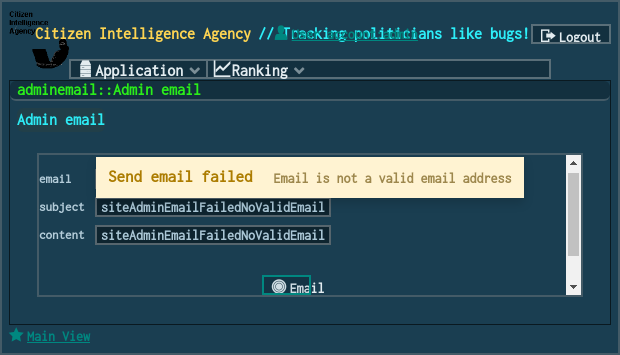 Citizen
Intelligence
Agency
Citizen Intelligence Agency // Tracking politicians like bugs!
Logout
Application Ranking
adminemail::Admin email
Admin email
Send email failed Email is not a valid email address
email
subject siteAdminEmailFailedNoValidEmail
content siteAdminEmailFailedNoValidEmail
Email
Main View